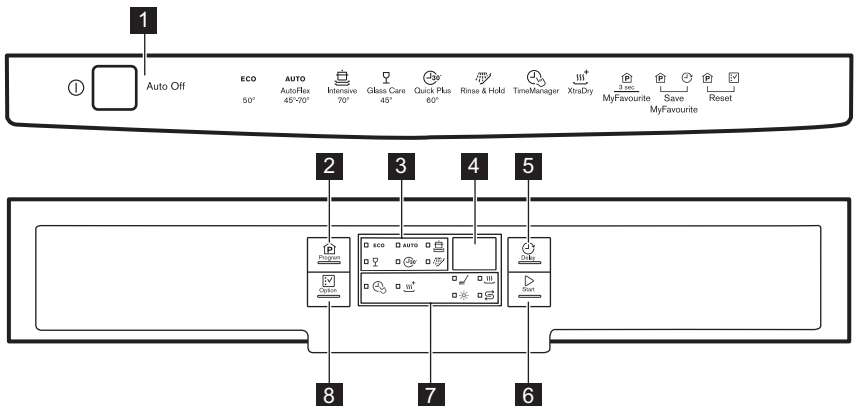 1
Auto Off
ECO AUTO 30'
AutoFlex Intensive Glass Care Quick Plus Rinse & Hold TimeManager XtraDry P P P
50° 45°-70° 70° 45° 60° 3 sec
MyFavourite Save Reset
MyFavourite
2 3 4 5
P Program ECO AUTO Delay
30'
Option Start
8 7 6